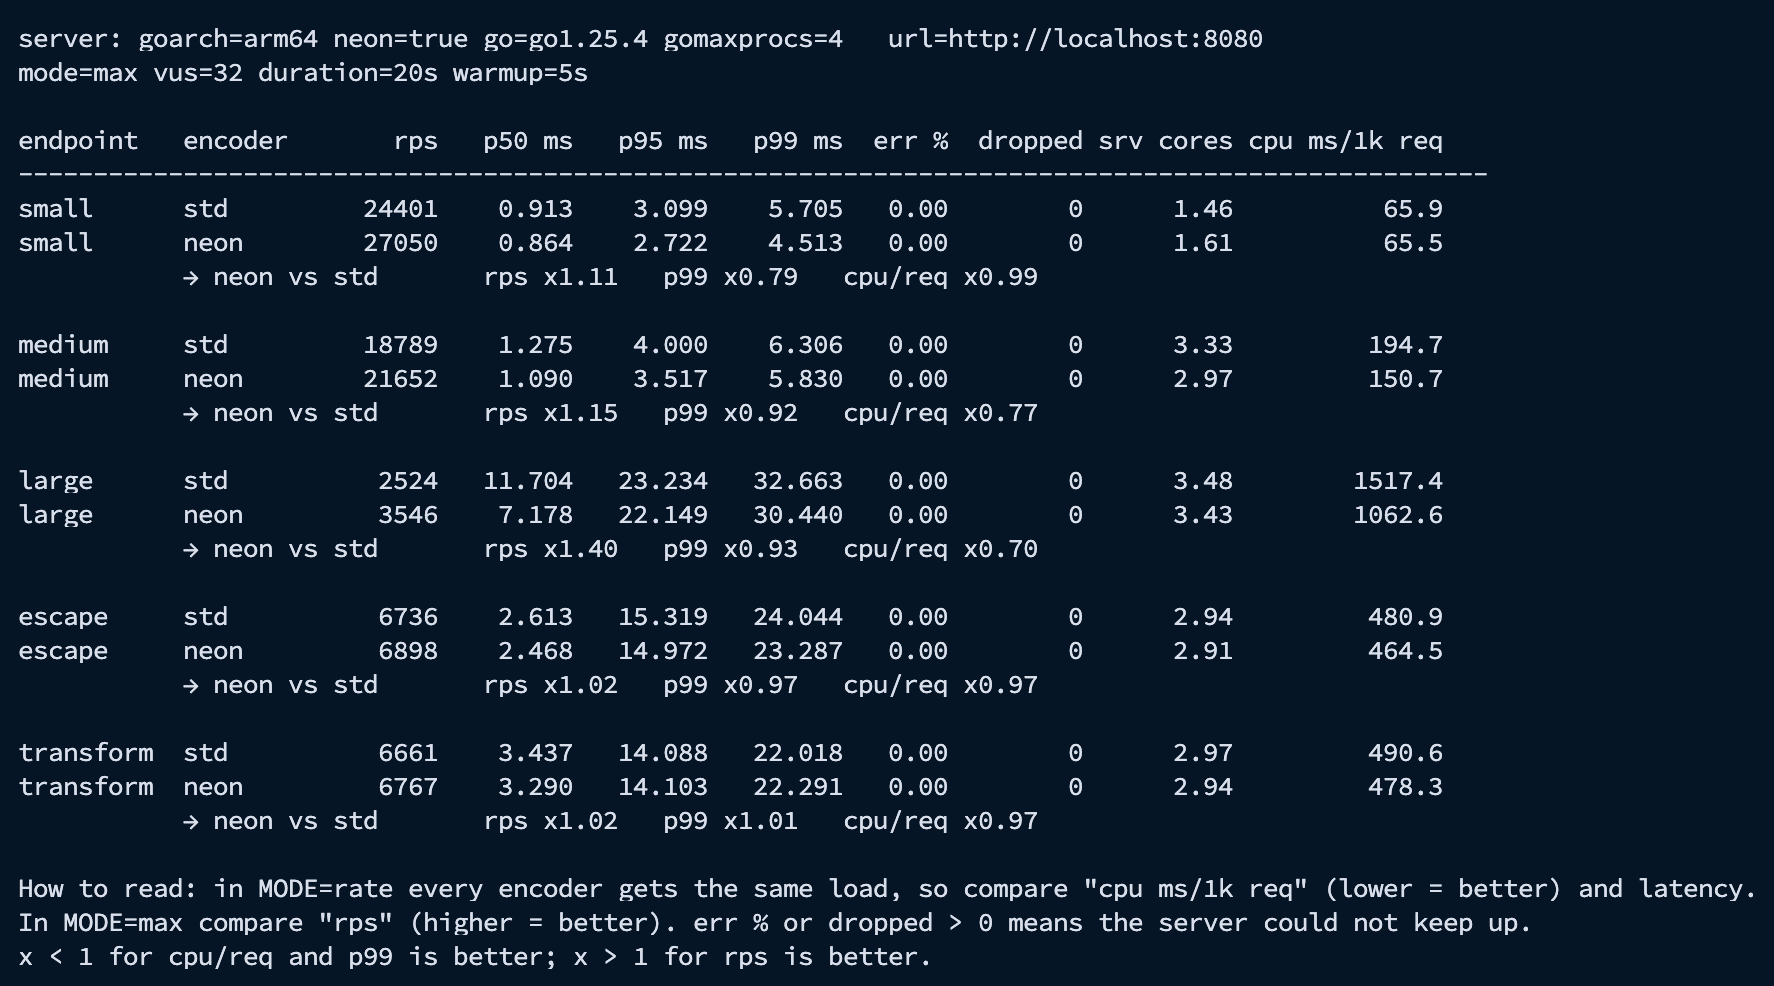 server: goarch=arm64 neon=true go=go1.25.4 gomaxprocs=4   url=http://localhost:8080
mode=max vus=32 duration=20s warmup=5s
endpoint   encoder       rps   p50 ms   p95 ms   p99 ms  err %  dropped srv cores cpu ms/1k req
--------------------------------------------------------------------------------------------------
small      std         24401    0.913    3.099    5.705   0.00        0      1.46          65.9
small      neon        27050    0.864    2.722    4.513   0.00        0      1.61          65.5
           → neon vs std       rps x1.11   p99 x0.79   cpu/req x0.99
medium     std         18789    1.275    4.000    6.306   0.00        0      3.33         194.7
medium     neon        21652    1.090    3.517    5.830   0.00        0      2.97         150.7
           → neon vs std       rps x1.15   p99 x0.92   cpu/req x0.77
large      std          2524   11.704   23.234   32.663   0.00        0      3.48        1517.4
large      neon         3546    7.178   22.149   30.440   0.00        0      3.43        1062.6
           → neon vs std       rps x1.40   p99 x0.93   cpu/req x0.70
escape     std          6736    2.613   15.319   24.044   0.00        0      2.94         480.9
escape     neon         6898    2.468   14.972   23.287   0.00        0      2.91         464.5
           → neon vs std       rps x1.02   p99 x0.97   cpu/req x0.97
transform  std          6661    3.437   14.088   22.018   0.00        0      2.97         490.6
transform  neon         6767    3.290   14.103   22.291   0.00        0      2.94         478.3
           → neon vs std       rps x1.02   p99 x1.01   cpu/req x0.97
How to read: in MODE=rate every encoder gets the same load, so compare "cpu ms/1k req" (lower = better) and latency.
In MODE=max compare "rps" (higher = better). err % or dropped > 0 means the server could not keep up.
x < 1 for cpu/req and p99 is better; x > 1 for rps is better.